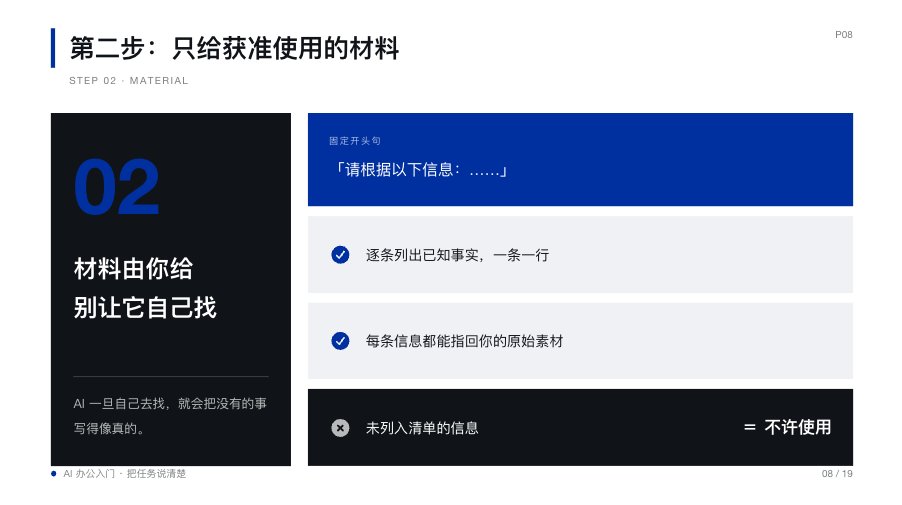 第二步：只给获准使用的材料
P08
STEP 02 · MATERIAL
02
材料由你给
别让它自己找
AI 一旦自己去找，就会把没有的事
写得像真的。
固定开头句
「请根据以下信息：……」
逐条列出已知事实，一条一行
每条信息都能指回你的原始素材
未列入清单的信息
= 不许使用
AI 办公入门 · 把任务说清楚
08 / 19